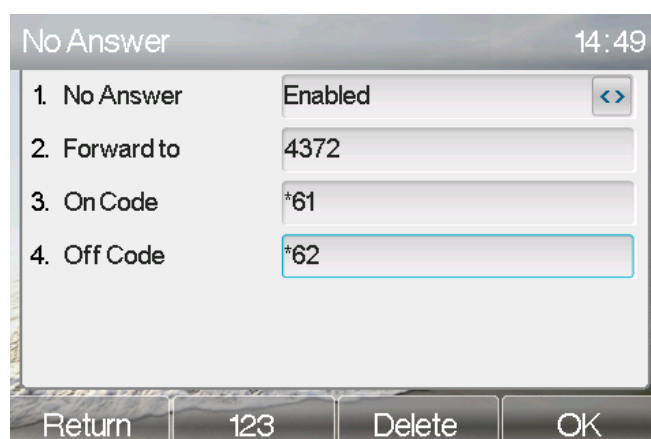 No Answer 14:49
1. No Answer Enabled <>
2. Forward to 4372
3. On Code *61
4. Off Code *62
Return 123 Delete OK